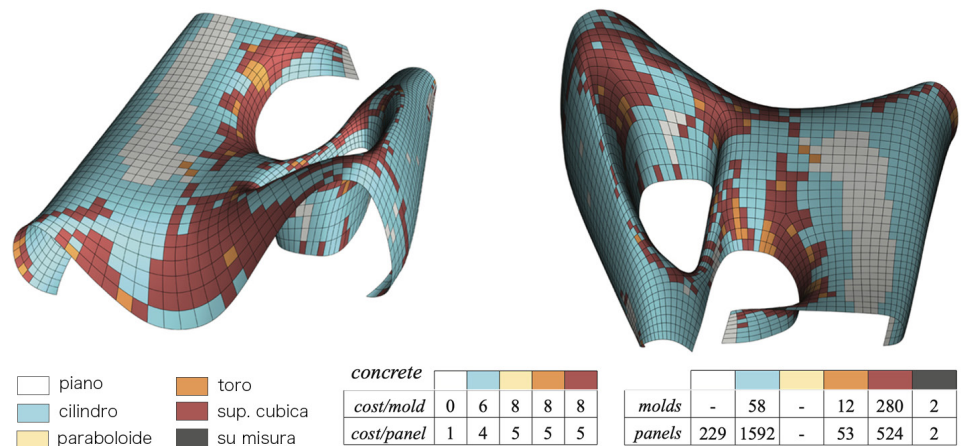 piano
cilindro
paraboloide
toro
sup. cubica
su misura
concrete
cost/mold 0 6 8 8 8
cost/panel 1 4 5 5 5
molds - 58 - 12 280 2
panels 229 1592 - 53 524 2